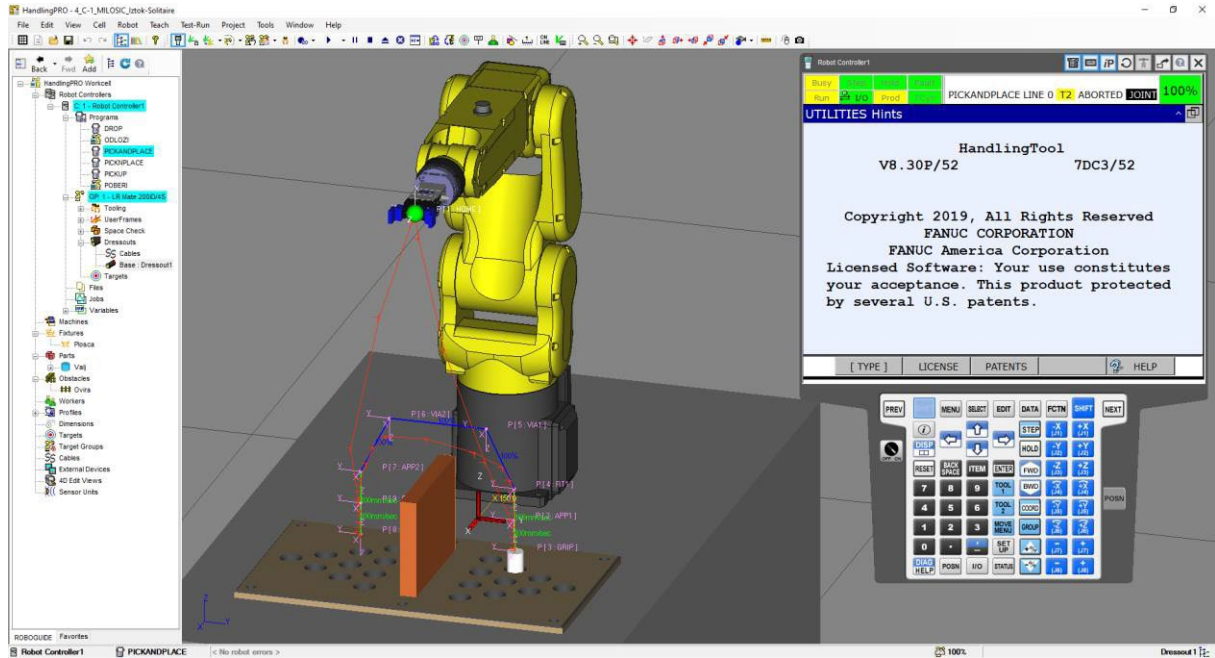 HandlingPRO - 4_C-1_MILOSIC_Iztok-Solitaire
File Edit View Cell Robot Teach Test-Run Project Tools Window Help
Back Fwd Add
HandlingPRO Workcell
Robot Controllers
C: 1 - Robot Controller1
Programs
DROP
ODLOZI
PICKANDPLACE
PICKNPLACE
PICKUP
POBERI
GP: 1 - LR Mate 200iD/4S
Tooling
UserFrames
Space Check
Dressouts
Cables
Base : Dressout1
Targets
Files
Jobs
Variables
Machines
Fixtures
Plosca
Parts
Valj
Obstacles
Ovira
Workers
Profiles
Dimensions
Targets
Target Groups
Cables
External Devices
4D Edit Views
Sensor Units
ROBOGUIDE Favorites
P[6:VIA2]
P[5:VIA1]
100%
P[7:APP2]
P[2:APP1]
P[3:GRIP]
X
Y
Z
Robot Controller1
Busy
Run I/O Prod
PICKANDPLACE LINE 0 T2 ABORTED JOINT 100%
UTILITIES Hints
HandlingTool
V8.30P/52 7DC3/52
Copyright 2019, All Rights Reserved
FANUC CORPORATION
FANUC America Corporation
Licensed Software: Your use constitutes
your acceptance. This product protected
by several U.S. patents.
[ TYPE ] LICENSE PATENTS HELP
PREV MENU SELECT EDIT DATA FCTN SHIFT NEXT
DISP STEP HOLD
OFF ON
RESET BACK SPACE ITEM ENTER FWD
7 8 9 TOOL 1 BWD
4 5 6 TOOL 2 COORD
POSN
1 2 3 MOVE MENU GROUP
0 . SET UP
DIAG HELP POSN I/O STATUS
Robot Controller1 PICKANDPLACE < No robot errors > 100% Dressout1